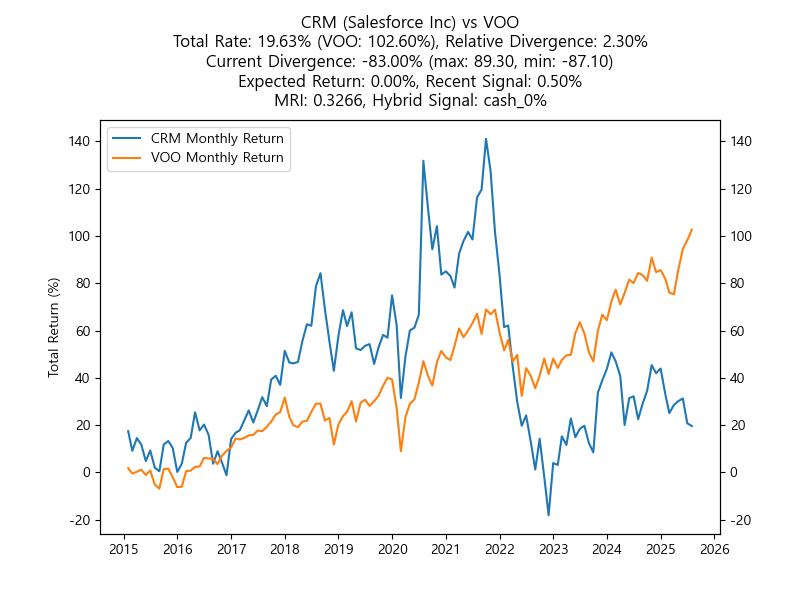 CRM (Salesforce Inc) vs VOO
Total Rate: 19.63% (VOO: 102.60%), Relative Divergence: 2.30%
Current Divergence: -83.00% (max: 89.30, min: -87.10)
Expected Return: 0.00%, Recent Signal: 0.50%
MRI: 0.3266, Hybrid Signal: cash_0%
CRM Monthly Return
VOO Monthly Return
Total Return (%)
140
120
100
80
60
40
20
0
-20
140
120
100
80
60
40
20
0
-20
2015 2016 2017 2018 2019 2020 2021 2022 2023 2024 2025 2026